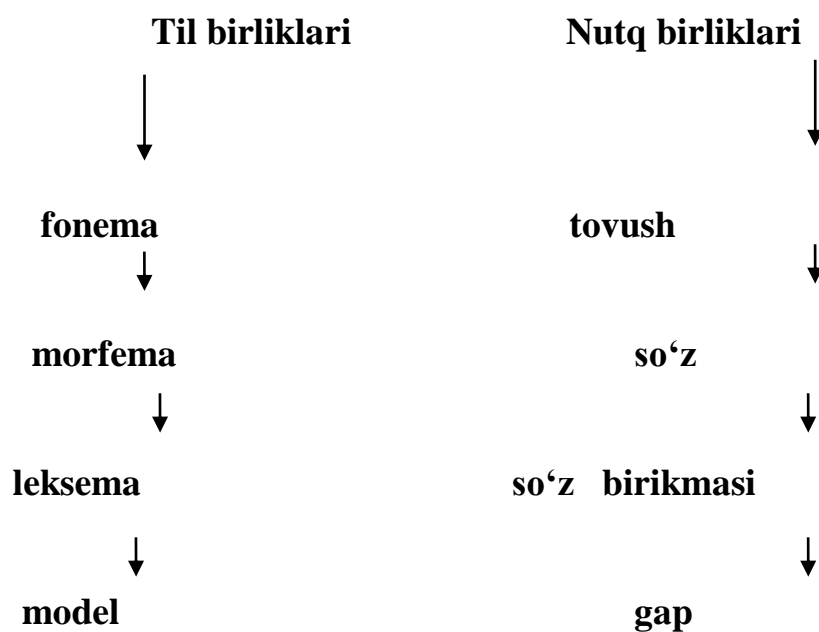 Til birliklari Nutq birliklari
fonema tovush
morfema so‘z
leksema so‘z birikmasi
model gap